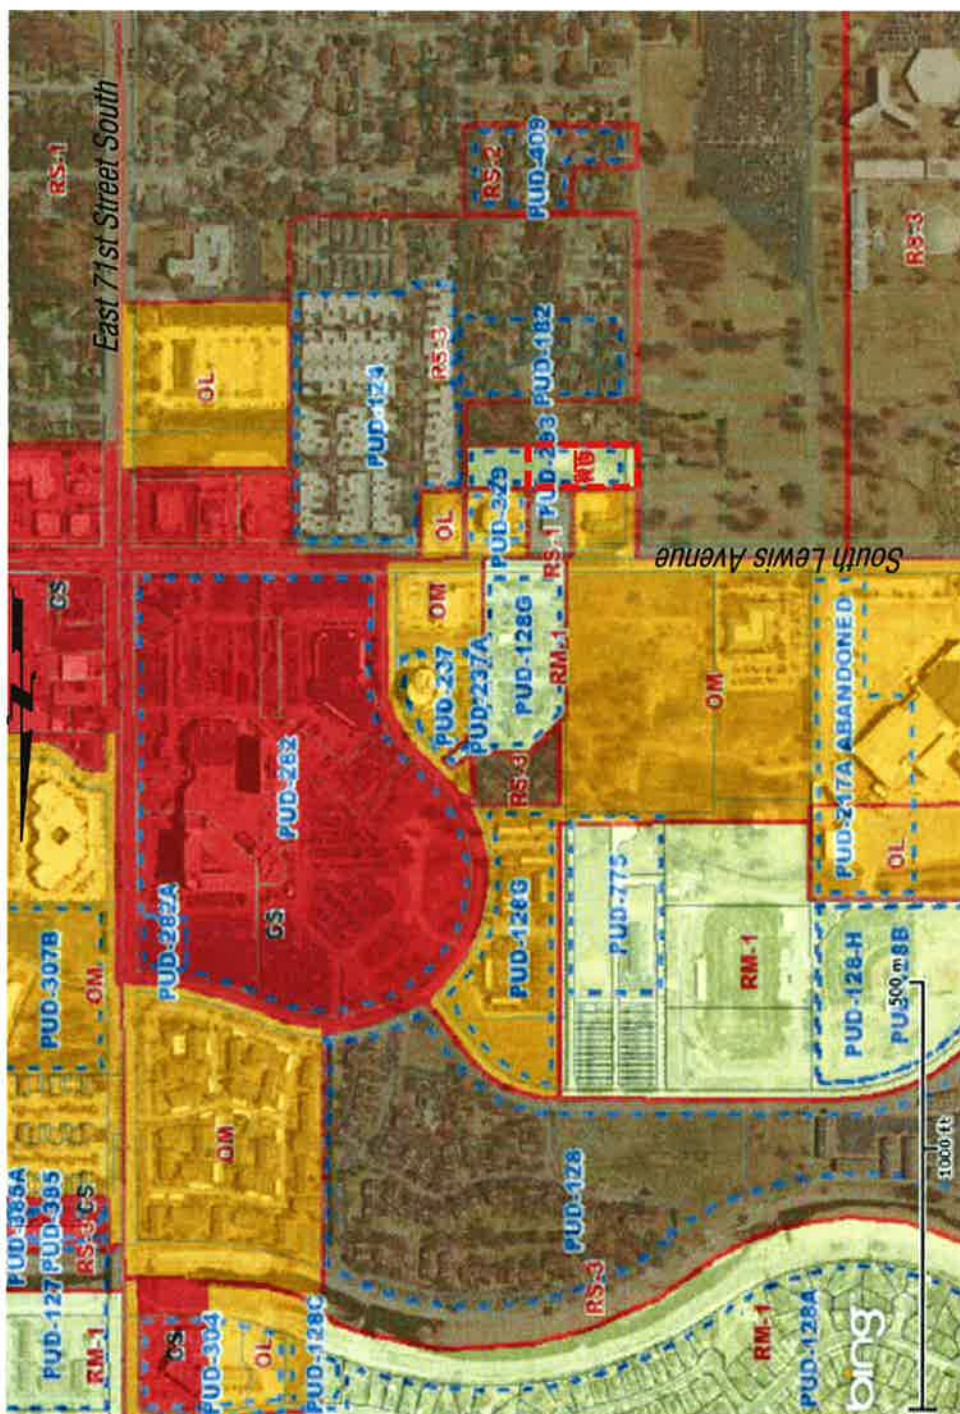 RS-1
East 71st Street South
RS-2
PUD-409
RS-3
OL
PUD-124
RS-3
PUD-182
PUD-293
PUD-329
OL
RS-1
South Lewis Avenue
CS
OM
PUD-237
PUD-237A
PUD-128G
RM-1
OM
PUD-217A ABANDONED
PUD-282
RS-3
OL
PUD-282A
CS
PUD-128G
PUD-775
RM-1
PUD-128-H
500 m
1000 ft
PUD-307B
OM
OM
PUD-128
RS-3
PUD-385A
PUD-127
PUD-385
RS-3
CS
RM-1
CS
PUD-304
OL
PUD-128C
RM-1
PUD-128A
bing